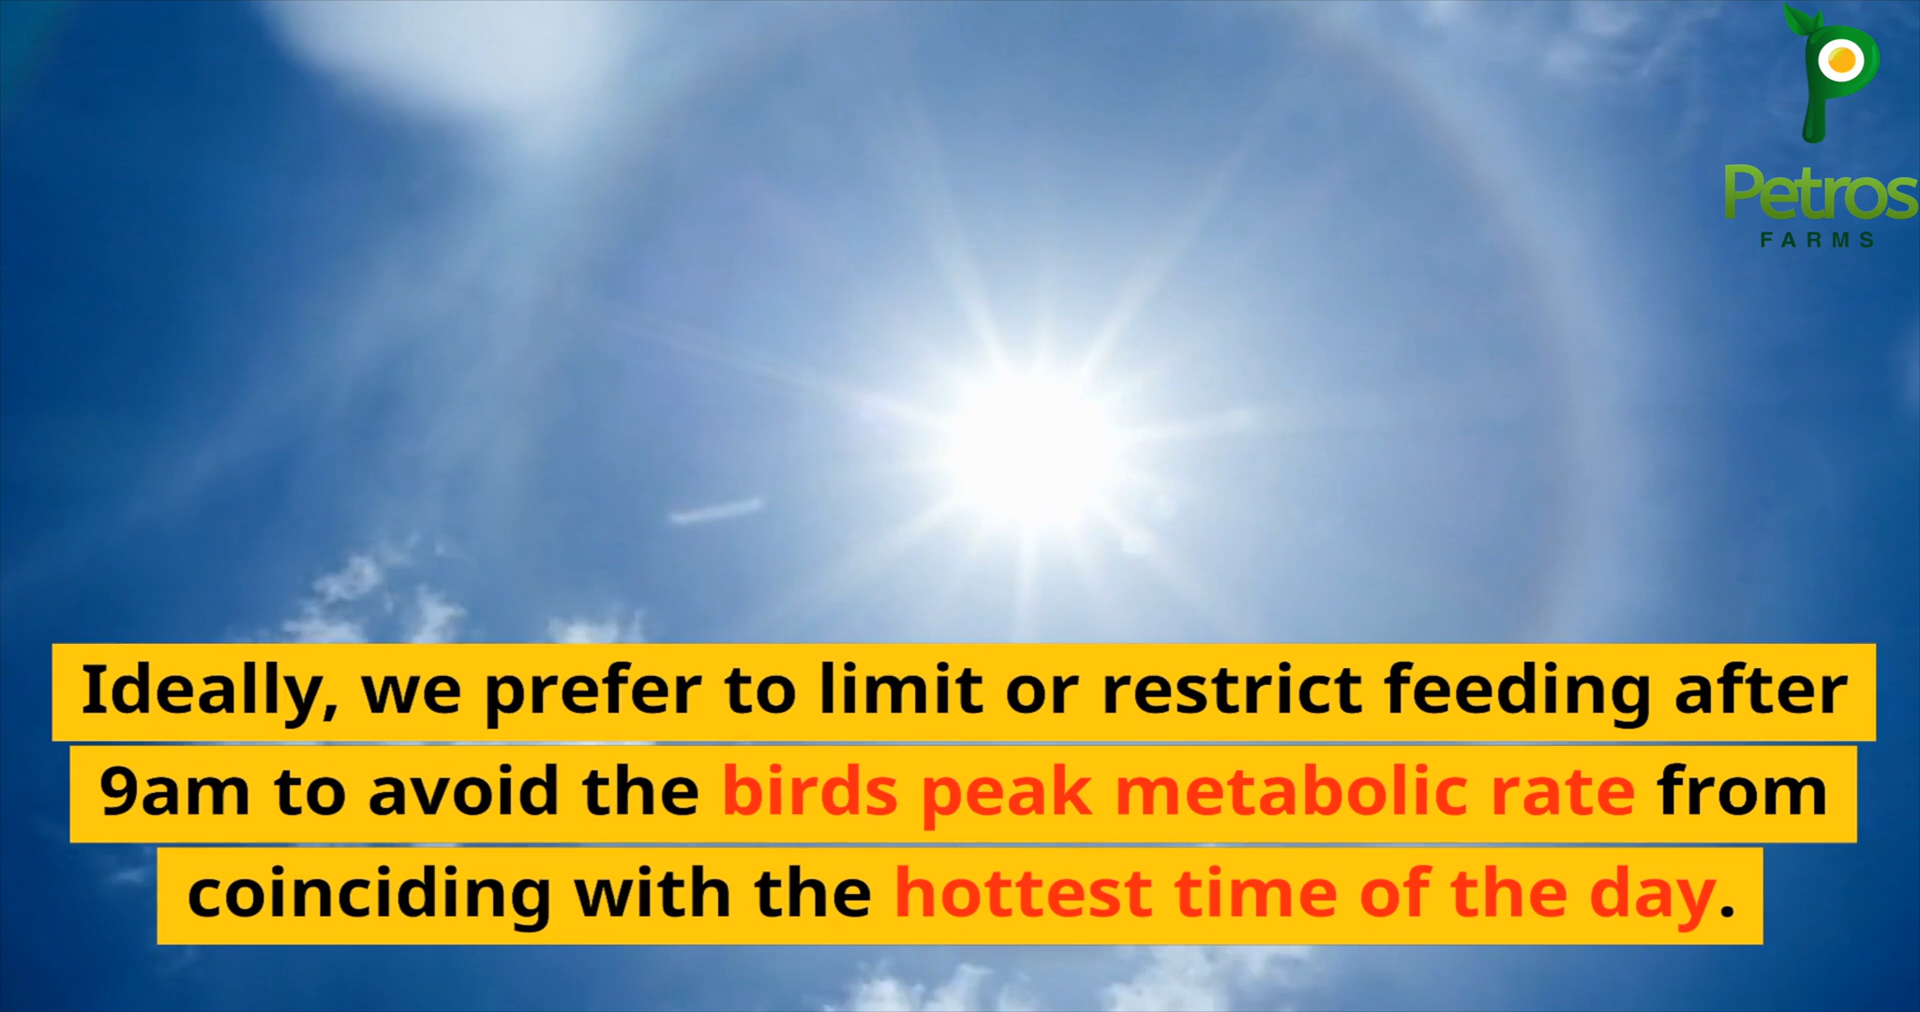 Petros
FARMS
Ideally, we prefer to limit or restrict feeding after
9am to avoid the birds peak metabolic rate from
coinciding with the hottest time of the day.